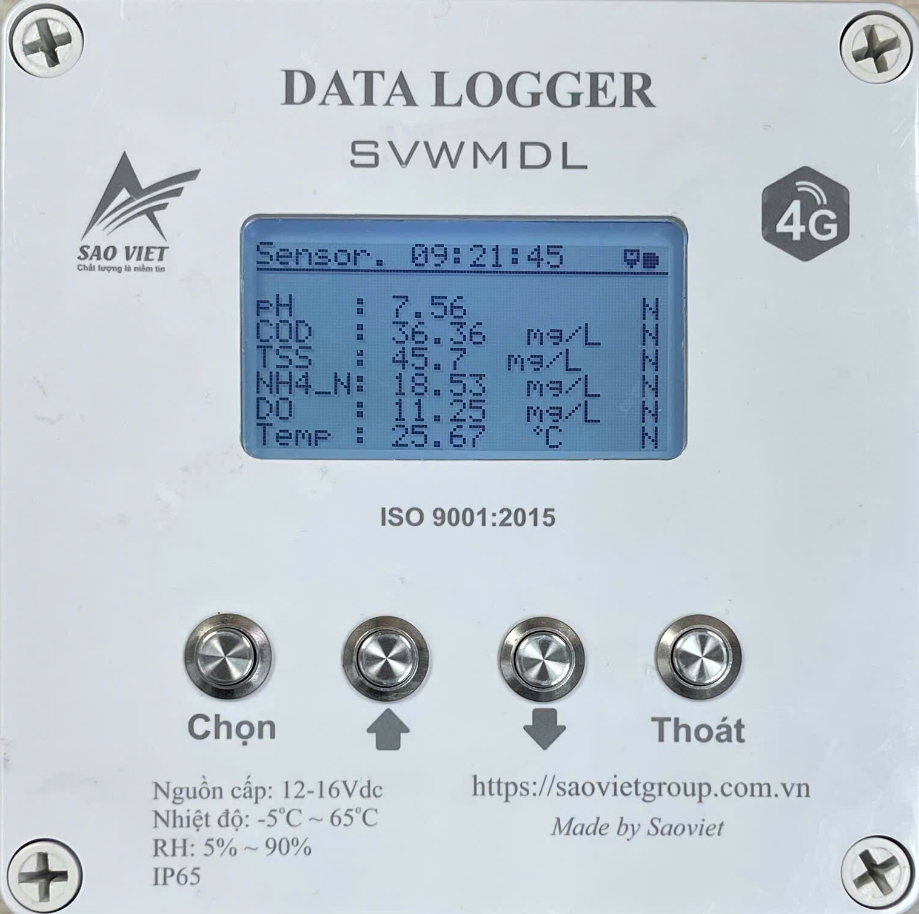 DATA LOGGER
SVWMDL
SAO VIET
Chất lượng là niềm tin
4G
Sensor. 09:21:45
pH : 7.56 N
COD : 36.36 mg/L N
TSS : 45.7 mg/L N
NH4_N: 18.53 mg/L N
DO : 11.25 mg/L N
Temp : 25.67 °C N
ISO 9001:2015
Chọn
Thoát
Nguồn cấp: 12-16Vdc
Nhiệt độ: -5°C ~ 65°C
RH: 5% ~ 90%
IP65
https://saovietgroup.com.vn
Made by Saoviet